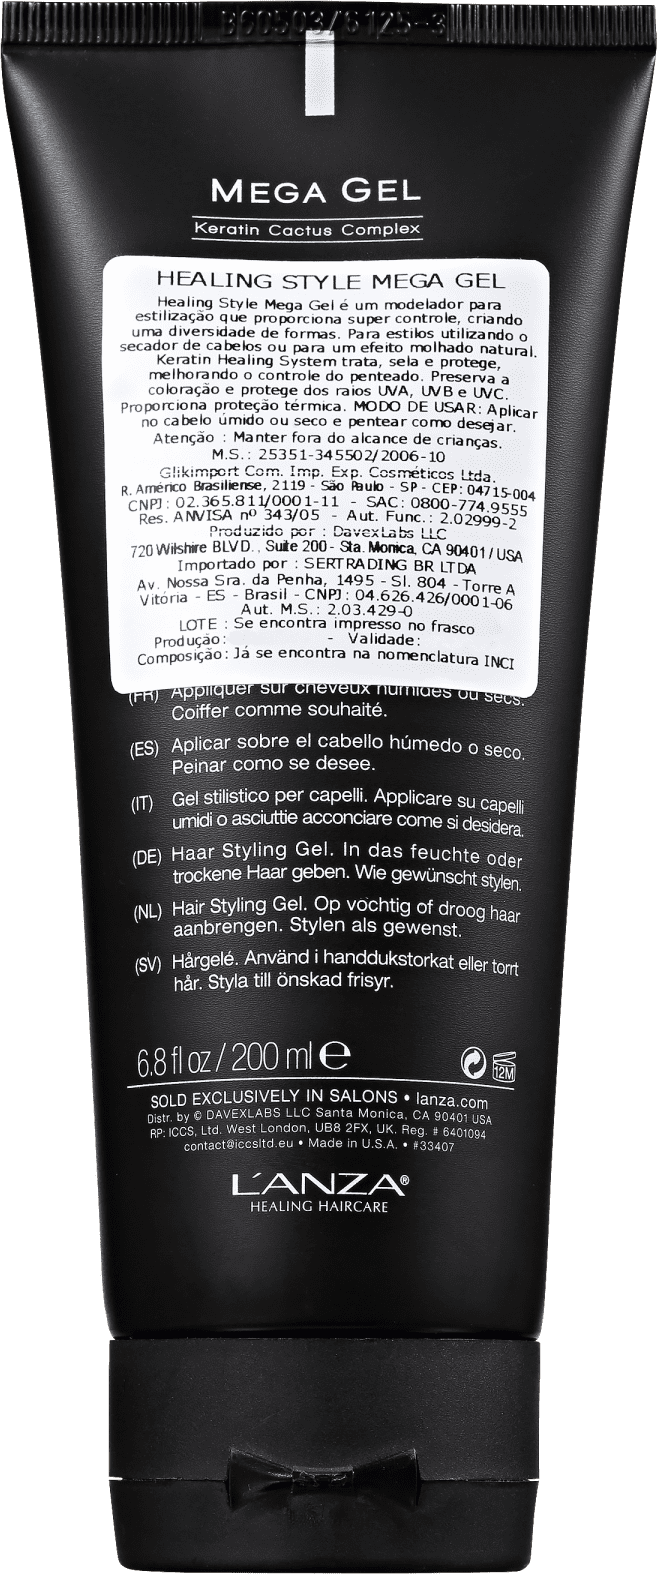 B60503/6125-3
MEGA GEL
Keratin Cactus Complex
HEALING STYLE MEGA GEL
Healing Style Mega Gel é um modelador para
estilização que proporciona super controle, criando
uma diversidade de formas. Para estilos utilizando o
secador de cabelos ou para um efeito molhado natural.
Keratin Healing System trata, sela e protege,
melhorando o controle do penteado. Preserva a
coloração e protege dos raios UVA, UVB e UVC.
Proporciona proteção térmica. MODO DE USAR: Aplicar
no cabelo úmido ou seco e pentear como desejar.
Atenção : Manter fora do alcance de crianças.
M.S.: 25351-345502/2006-10
Glikimport Com. Imp. Exp. Cosméticos Ltda.
R. Américo Brasiliense, 2119 - São Paulo - SP - CEP: 04715-004
CNPJ: 02.365.811/0001-11 - SAC: 0800-774.9555
Res. ANVISA nº 343/05 - Aut. Func.: 2.02999-2
Produzido por : DavexLabs LLC
720 Wilshire BLVD., Suite 200 - Sta. Monica, CA 90401 / USA
Importado por : SERTRADING BR LTDA
Av. Nossa Sra. da Penha, 1495 - Sl. 804 - Torre A
Vitória - ES - Brasil - CNPJ: 04.626.426/0001-06
Aut. M.S.: 2.03.429-0
LOTE : Se encontra impresso no frasco
Produção: - Validade:
Composição: Já se encontra na nomenclatura INCI
(FR) Appliquer sur cheveux humides ou secs.
Coiffer comme souhaité.
(ES) Aplicar sobre el cabello húmedo o seco.
Peinar como se desee.
(IT) Gel stilistico per capelli. Applicare su capelli
umidi o asciuttie acconciare come si desidera.
(DE) Haar Styling Gel. In das feuchte oder
trockene Haar geben. Wie gewünscht stylen.
(NL) Hair Styling Gel. Op vochtig of droog haar
aanbrengen. Stylen als gewenst.
(SV) Hårgelé. Använd i handdukstorkat eller torrt
hår. Styla till önskad frisyr.
6.8 fl oz / 200 ml ℮
12M
SOLD EXCLUSIVELY IN SALONS • lanza.com
Distr. by © DAVEXLABS LLC Santa Monica, CA 90401 USA
RP: ICCS, Ltd. West London, UB8 2FX, UK. Reg. # 6401094
contact@iccsltd.eu • Made in U.S.A. • #33407
L'ANZA®
HEALING HAIRCARE